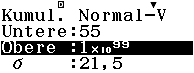 Kumul. Normal-V
Untere:55
Obere :1×10⁹⁹
σ :21,5